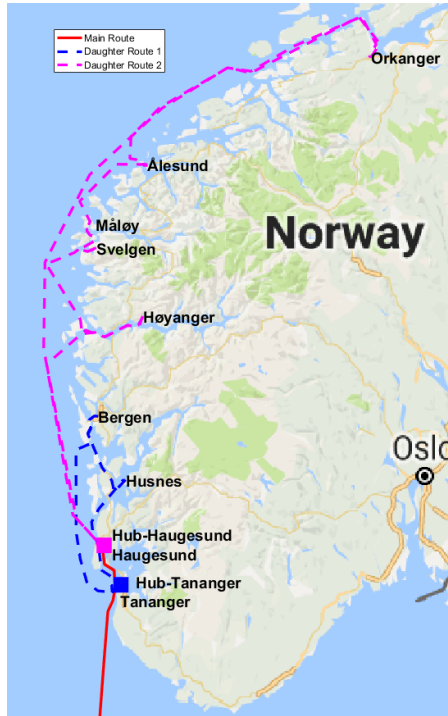 Main Route
Daughter Route 1
Daughter Route 2
Orkanger
Ålesund
Måløy
Svelgen
Norway
Høyanger
Bergen
Oslo
Husnes
Hub-Haugesund
Haugesund
Hub-Tananger
Tananger